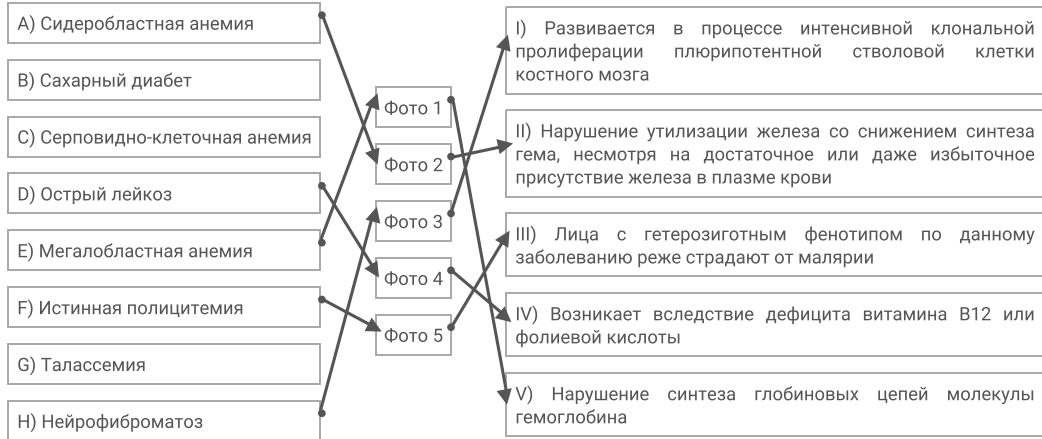 A) Сидеробластная анемия
B) Сахарный диабет
C) Серповидно-клеточная анемия
D) Острый лейкоз
E) Мегалобластная анемия
F) Истинная полицитемия
G) Талассемия
H) Нейрофиброматоз
Фото 1
Фото 2
Фото 3
Фото 4
Фото 5
I) Развивается в процессе интенсивной клональной
пролиферации плюрипотентной стволовой клетки
костного мозга
II) Нарушение утилизации железа со снижением синтеза
гема, несмотря на достаточное или даже избыточное
присутствие железа в плазме крови
III) Лица с гетерозиготным фенотипом по данному
заболеванию реже страдают от малярии
IV) Возникает вследствие дефицита витамина B12 или
фолиевой кислоты
V) Нарушение синтеза глобиновых цепей молекулы
гемоглобина